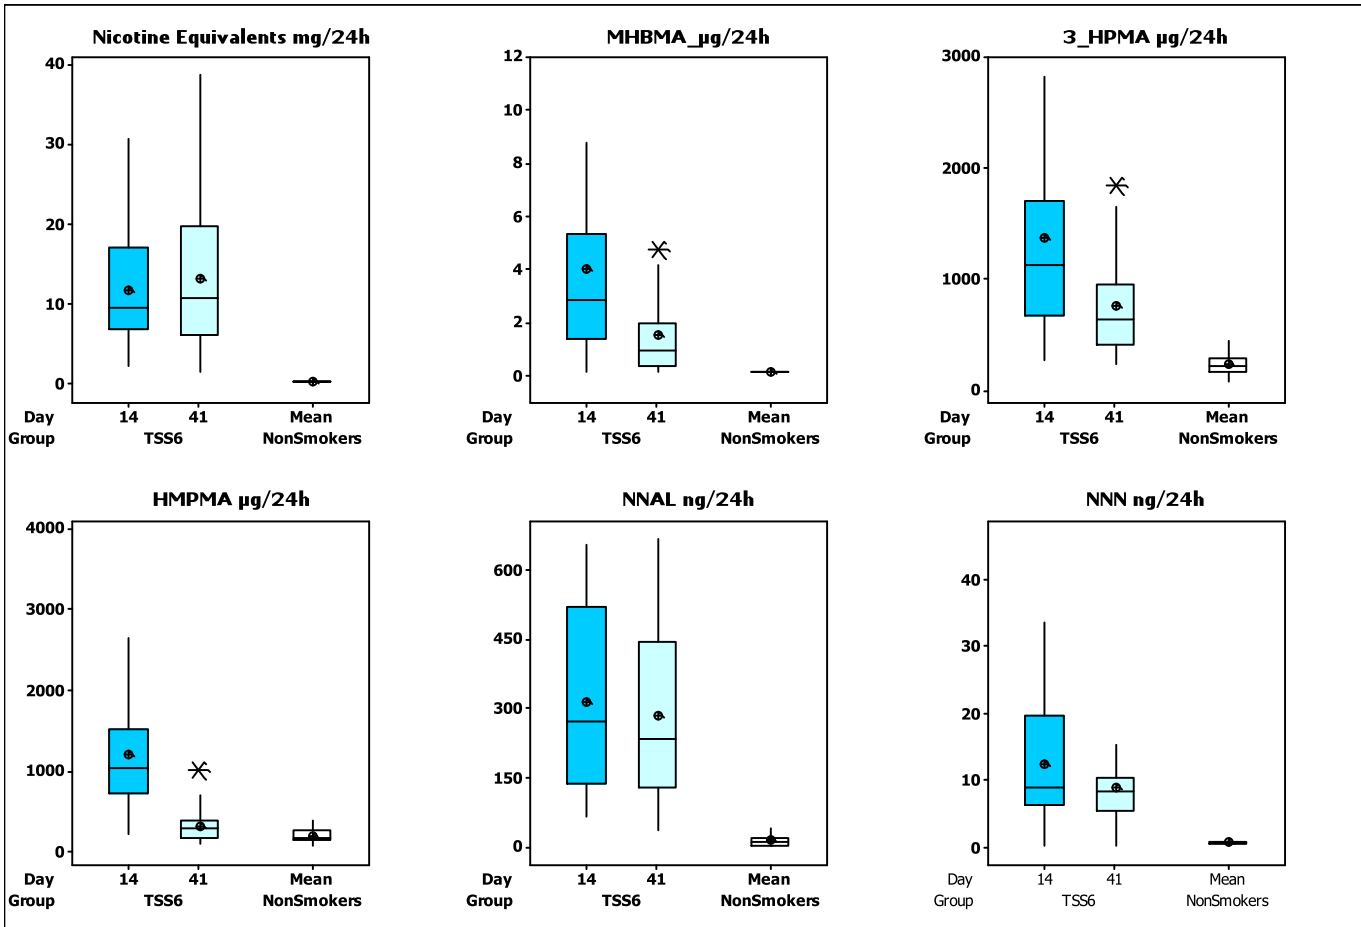 Nicotine Equivalents mg/24h
40
30
20
10
0
Day 14 41 Mean
Group TSS6 NonSmokers
MHBMA_µg/24h
12
10
8
6
4
2
0
Day 14 41 Mean
Group TSS6 NonSmokers
3_HPMA µg/24h
3000
2000
1000
0
Day 14 41 Mean
Group TSS6 NonSmokers
HMPMA µg/24h
4000
3000
2000
1000
0
Day 14 41 Mean
Group TSS6 NonSmokers
NNAL ng/24h
600
450
300
150
0
Day 14 41 Mean
Group TSS6 NonSmokers
NNN ng/24h
40
30
20
10
0
Day 14 41 Mean
Group TSS6 NonSmokers